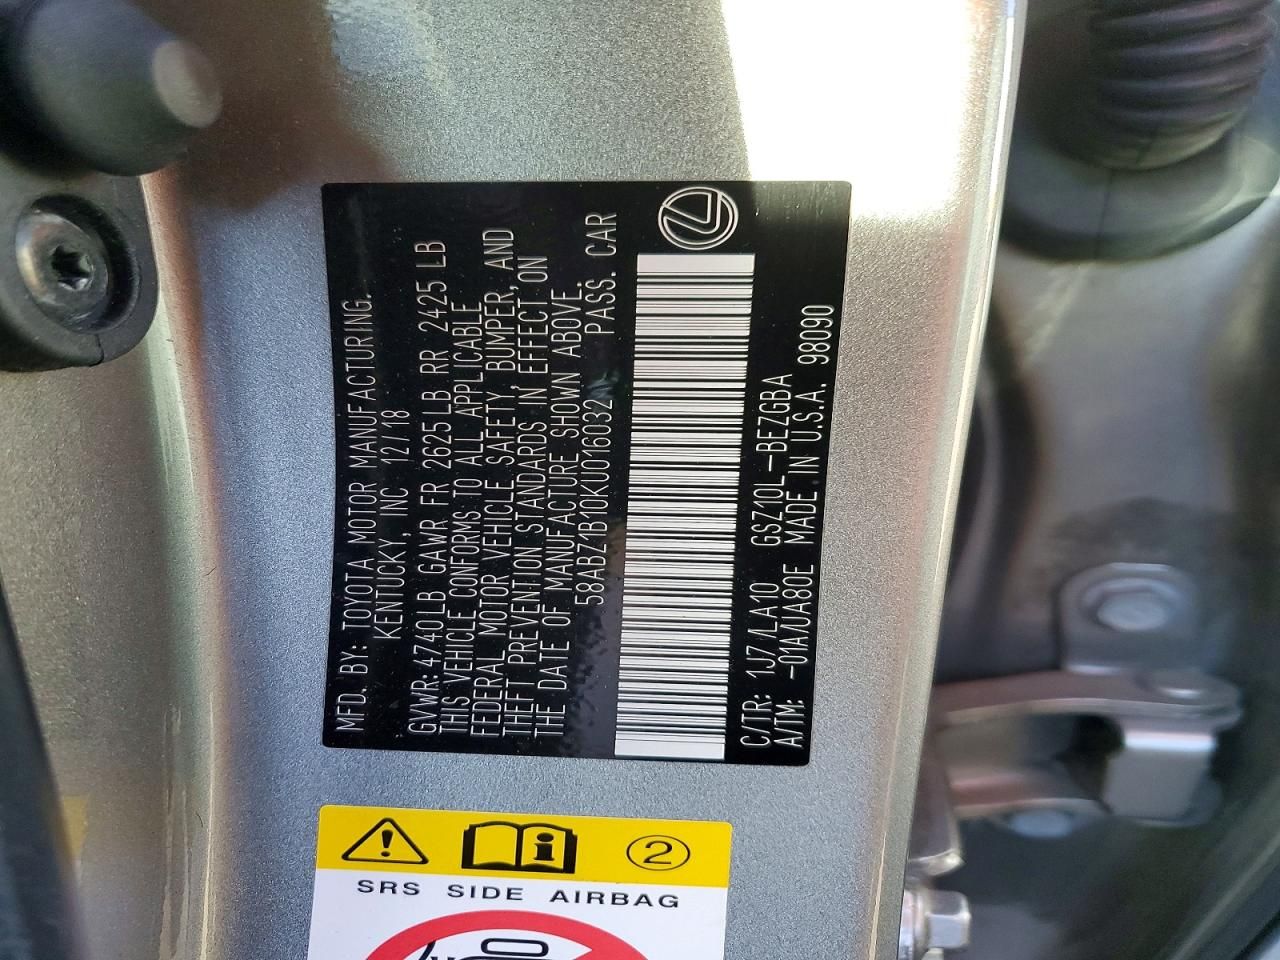 MFD. BY: TOYOTA MOTOR MANUFACTURING.
KENTUCKY, INC 12/18
GVWR: 4740LB GAWR FR 2625LB RR 2425LB
THIS VEHICLE CONFORMS TO ALL APPLICABLE
FEDERAL MOTOR VEHICLE SAFETY, BUMPER, AND
THEFT PREVENTION STANDARDS IN EFFECT ON
THE DATE OF MANUFACTURE SHOWN ABOVE.
58ABZ1B10KU016032 PASS. CAR
C/TR: 1J7/LA10 GSZ10L-BEZGBA
A/TM: -01A/UA80E MADE IN U.S.A. 98090
2
SRS SIDE AIRBAG